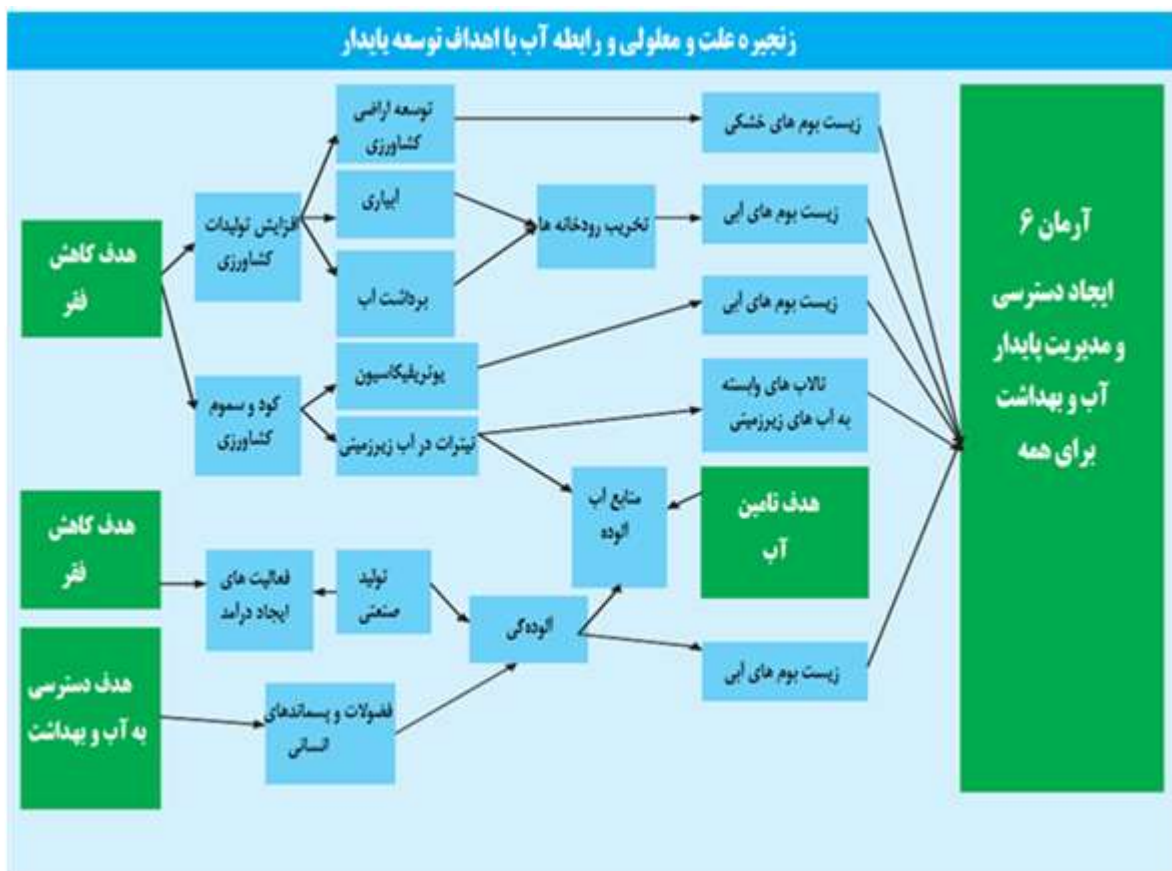 زنجیره علت و معلولی و رابطه آب با اهداف توسعه پایدار
هدف کاهش
فقر
افزایش تولیدات
کشاورزی
کود و سموم
کشاورزی
توسعه اراضی
کشاورزی
آبیاری
برداشت آب
یوتریفیکاسیون
نیترات در آب زیرزمینی
تخریب رودخانه ها
زیست بوم های خشکی
زیست بوم های آبی
زیست بوم های آبی
تالاب های وابسته
به آب های زیرزمینی
هدف کاهش
فقر
هدف دسترسی
به آب و بهداشت
فعالیت های
ایجاد درآمد
تولید
صنعتی
فضولات و پسماندهای
انسانی
آلودگی
منابع آب
آلوده
هدف تامین
آب
زیست بوم های آبی
آرمان ۶
ایجاد دسترسی
و مدیریت پایدار
آب و بهداشت
برای همه